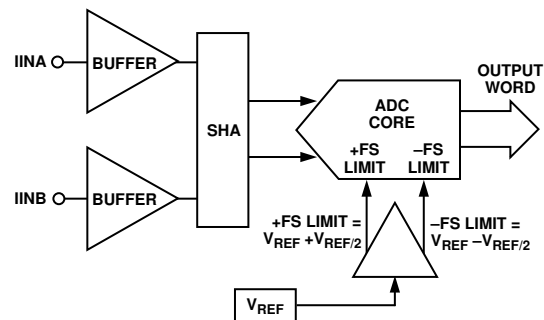 IINA
BUFFER
IINB
BUFFER
SHA
ADC
CORE
+FS
LIMIT
–FS
LIMIT
OUTPUT
WORD
+FS LIMIT =
VREF +VREF/2
–FS LIMIT =
VREF –VREF/2
VREF